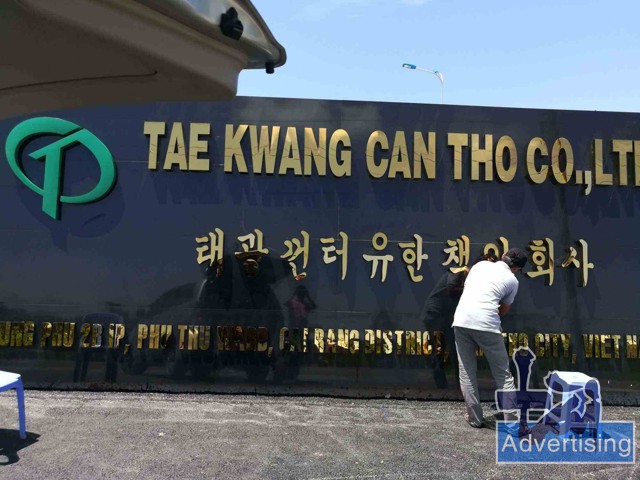 TAE KWANG CAN THO CO.,LT
태광껀터유한책임회사
PHU THU WARD, CAI RANG DISTRICT, CITY, VIET N
Advertising